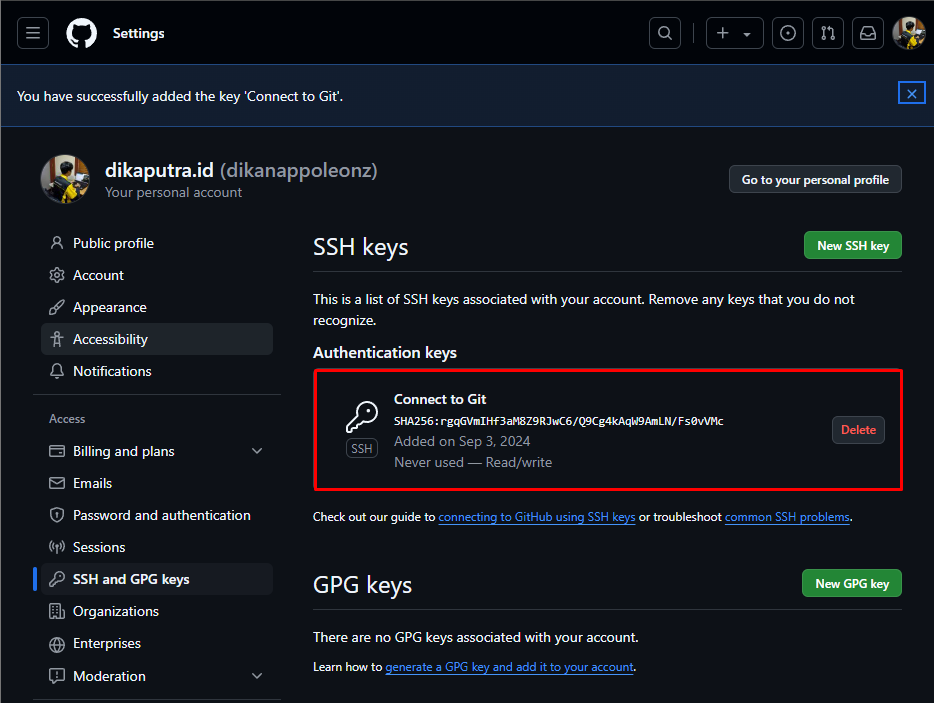 Settings
You have successfully added the key 'Connect to Git'.
dikaputra.id (dikanappoleonz)
Your personal account
Go to your personal profile
Public profile
Account
Appearance
Accessibility
Notifications
Access
Billing and plans
Emails
Password and authentication
Sessions
SSH and GPG keys
Organizations
Enterprises
Moderation
SSH keys
New SSH key
This is a list of SSH keys associated with your account. Remove any keys that you do not
recognize.
Authentication keys
SSH
Connect to Git
SHA256:rgqGVmIHf3aM8Z9RJwC6/Q9Cg4kAqW9AmLN/Fs0vVMc
Added on Sep 3, 2024
Never used — Read/write
Delete
Check out our guide to connecting to GitHub using SSH keys or troubleshoot common SSH problems.
GPG keys
New GPG key
There are no GPG keys associated with your account.
Learn how to generate a GPG key and add it to your account.